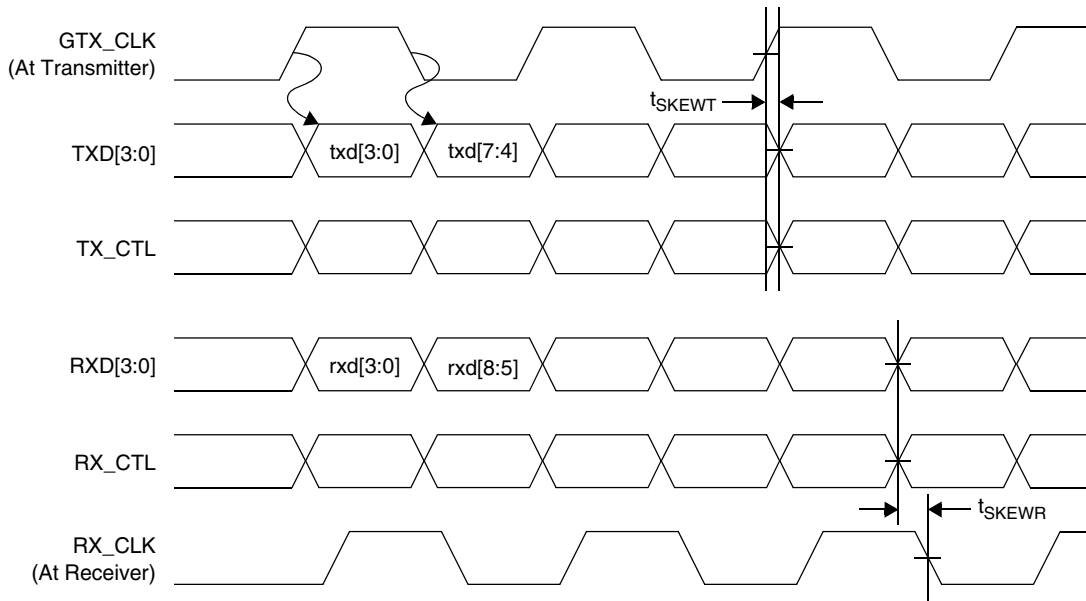 GTX_CLK
(At Transmitter)
tSKEWT
TXD[3:0]
txd[3:0]
txd[7:4]
TX_CTL
RXD[3:0]
rxd[3:0]
rxd[8:5]
RX_CTL
tSKEWR
RX_CLK
(At Receiver)